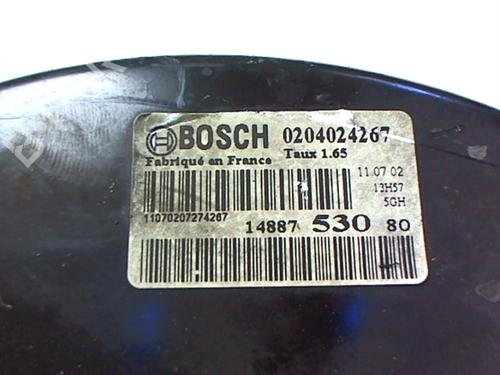 BOSCH 0204024267
Fabriqué en France Taux 1.65
11.07.02
13H57
5GH
11070207274267
14887 530 80